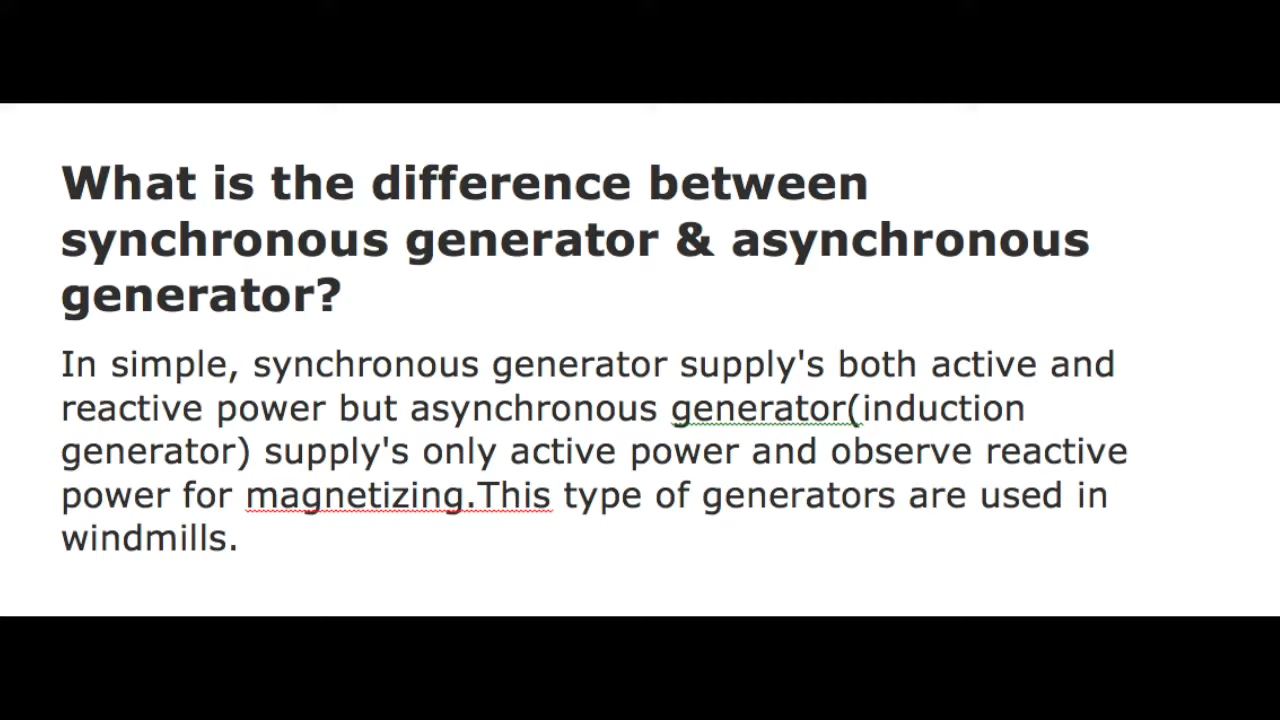 What is the difference between
synchronous generator & asynchronous
generator?
In simple, synchronous generator supply's both active and
reactive power but asynchronous generator(induction
generator) supply's only active power and observe reactive
power for magnetizing.This type of generators are used in
windmills.